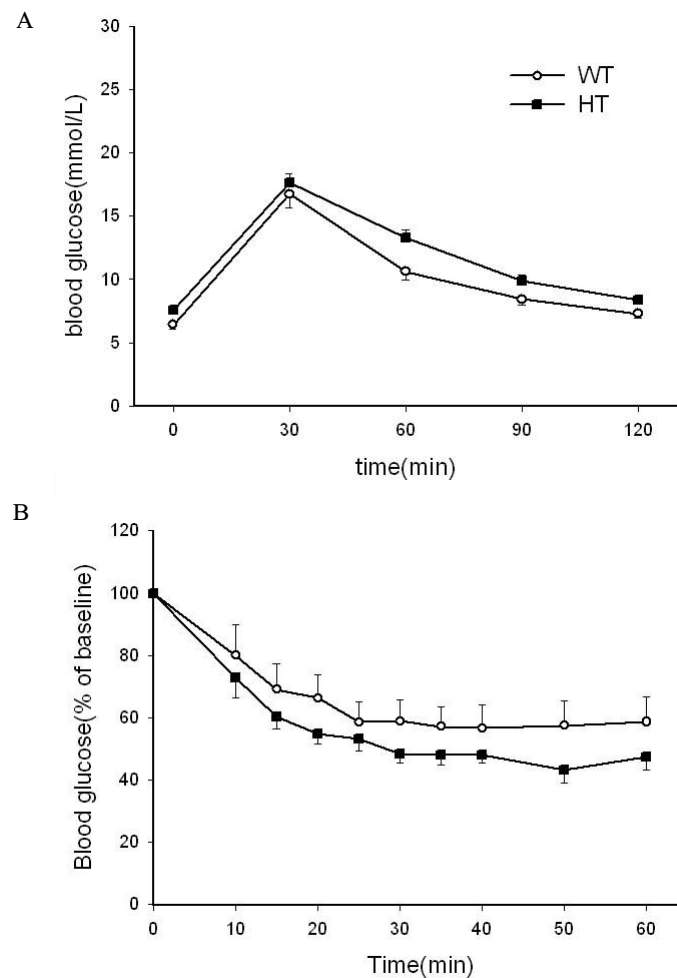 A
30
25
20
15
10
5
0
blood glucose(mmol/L)
WT
HT
0 30 60 90 120
time(min)
B
120
100
80
60
40
20
0
Blood glucose(% of baseline)
0 10 20 30 40 50 60
Time(min)